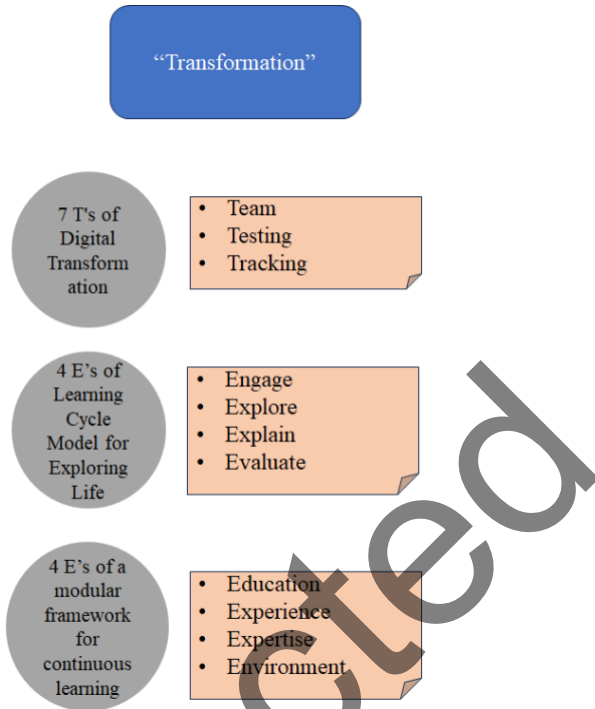 “Transformation”
7 T's of
Digital
Transform
ation
• Team
• Testing
• Tracking
4 E’s of
Learning
Cycle
Model for
Exploring
Life
• Engage
• Explore
• Explain
• Evaluate
4 E’s of a
modular
framework
for
continuous
learning
• Education
• Experience
• Expertise
• Environment
cted